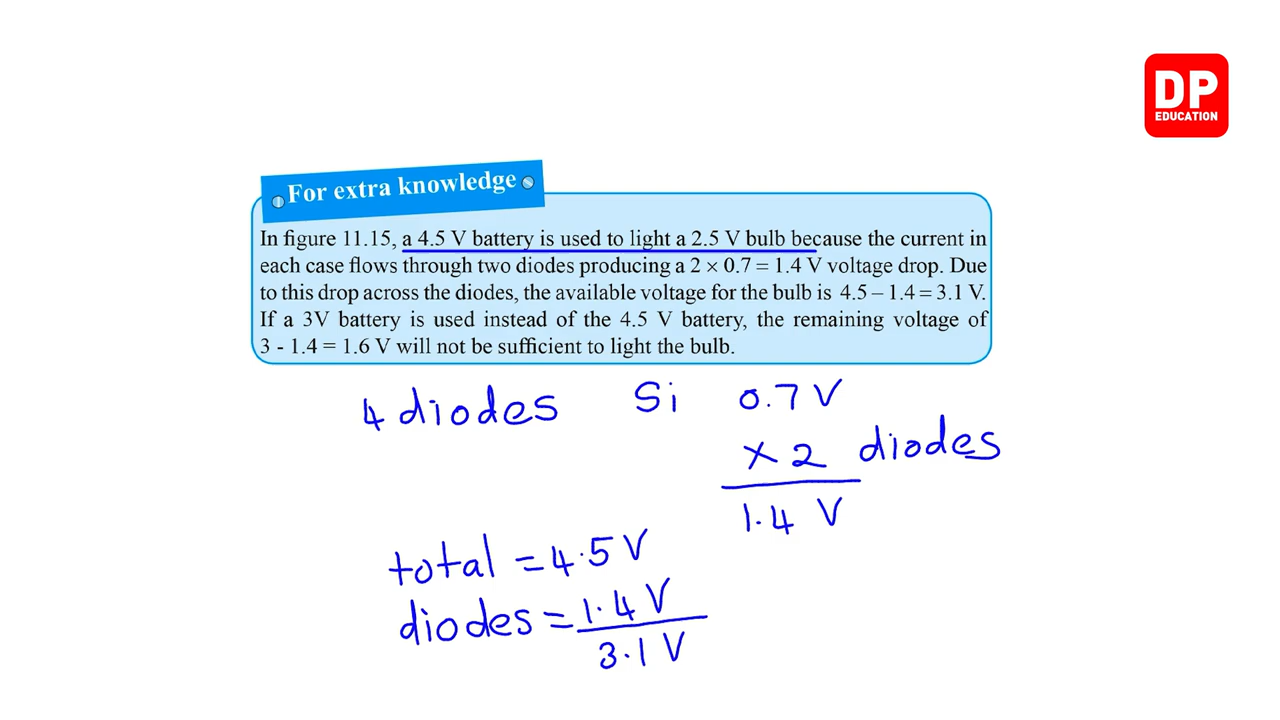 DP
EDUCATION
For extra knowledge
In figure 11.15, a 4.5 V battery is used to light a 2.5 V bulb because the current in
each case flows through two diodes producing a 2 × 0.7 = 1.4 V voltage drop. Due
to this drop across the diodes, the available voltage for the bulb is 4.5 – 1.4 = 3.1 V.
If a 3V battery is used instead of the 4.5 V battery, the remaining voltage of
3 - 1.4 = 1.6 V will not be sufficient to light the bulb.
4 diodes Si 0.7 V
× 2 diodes
1.4 V
total = 4.5 V
diodes = 1.4 V
3.1 V